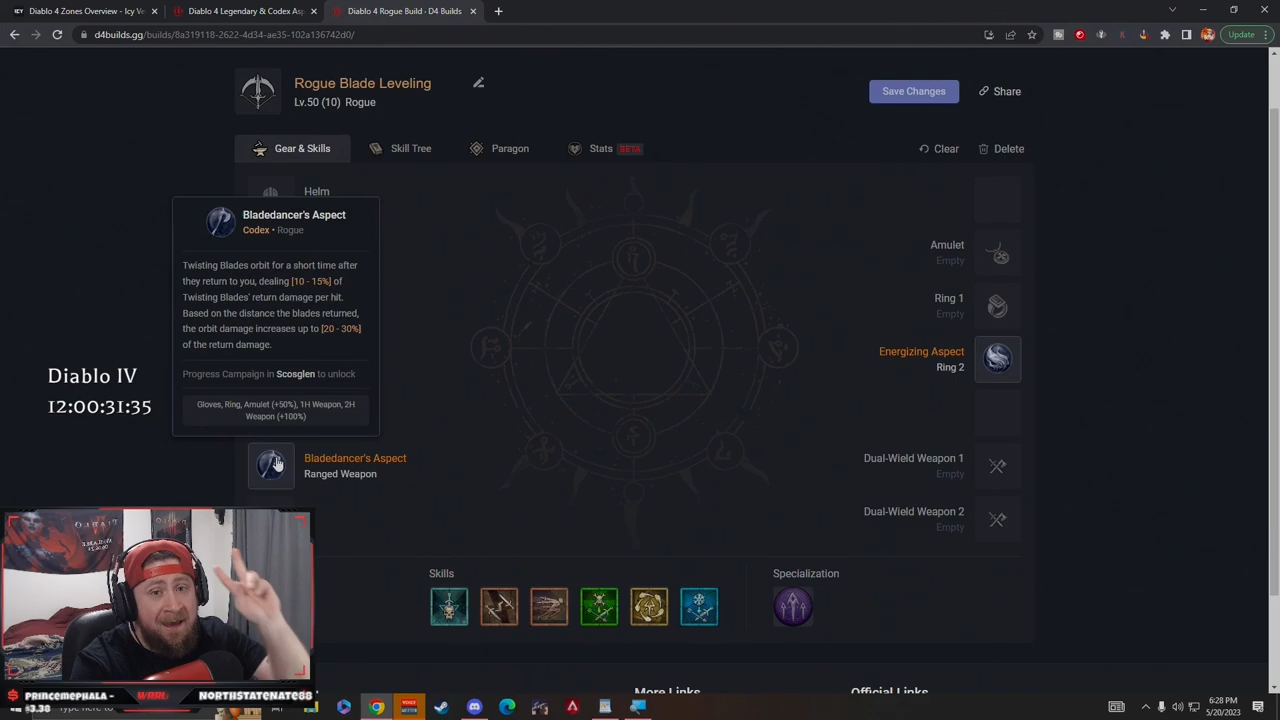 Diablo 4 Zones Overview - Icy Ve
Diablo 4 Legendary & Codex Asp
Diablo 4 Rogue Build - D4 Builds
d4builds.gg/builds/8a319118-2622-4d34-ae35-102a136742d0/
Update
Rogue Blade Leveling
Lv.50 (10) Rogue
Save Changes
Share
Gear & Skills
Skill Tree
Paragon
Stats BETA
Clear
Delete
Helm
Bladedancer's Aspect
Codex • Rogue
Twisting Blades orbit for a short time after
they return to you, dealing [10 - 15%] of
Twisting Blades' return damage per hit.
Based on the distance the blades returned,
the orbit damage increases up to [20 - 30%]
of the return damage.
Progress Campaign in Scosglen to unlock
Gloves, Ring, Amulet (+50%), 1H Weapon, 2H
Weapon (+100%)
Amulet
Empty
Ring 1
Empty
Energizing Aspect
Ring 2
Diablo IV
12:00:31:35
Bladedancer's Aspect
Ranged Weapon
Dual-Wield Weapon 1
Empty
Dual-Wield Weapon 2
Empty
Skills
Specialization
More Links
Official Links
PRINCEMEPHALA -
$3.38
NORTHSTATENATE88
Type here to
6:28 PM
5/20/2023